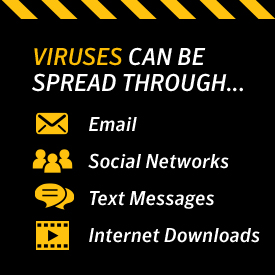 VIRUSES CAN BE
SPREAD THROUGH...
Email
Social Networks
Text Messages
Internet Downloads